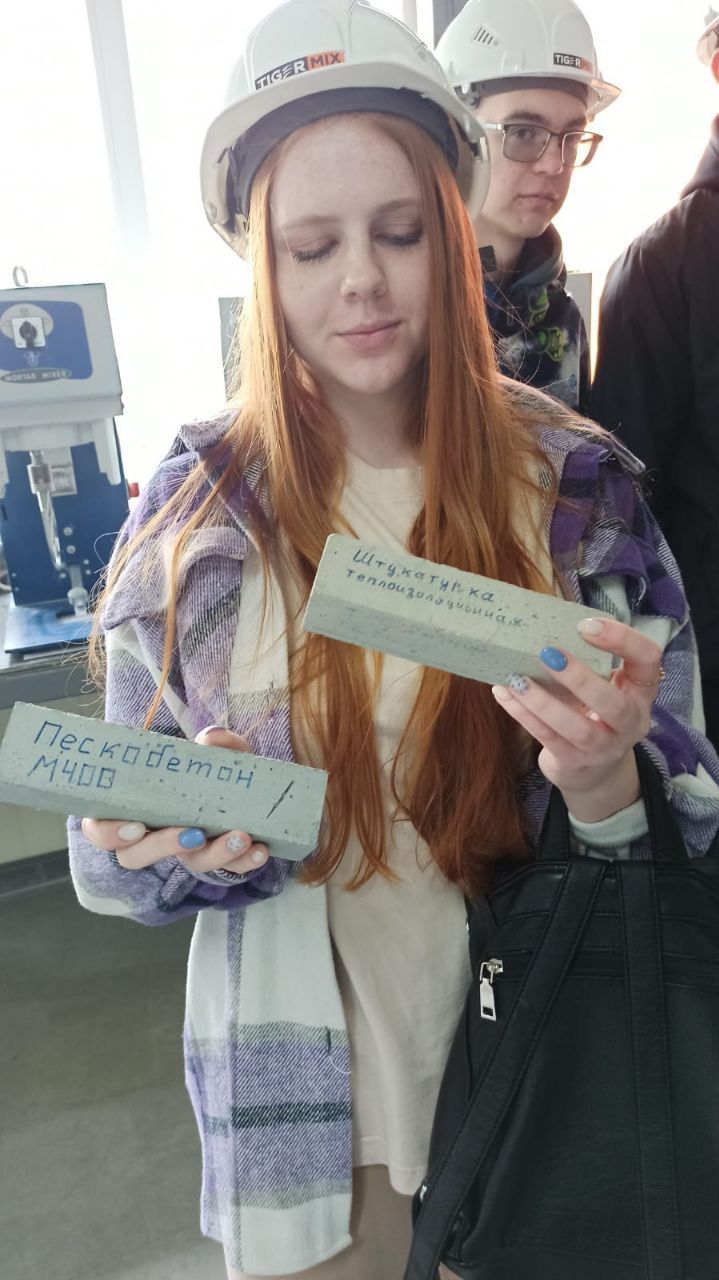 TIGER MIX
TIGER
MORTAR MIXER
Штукатурка
теплоизоляционная
Пескобетон
М400